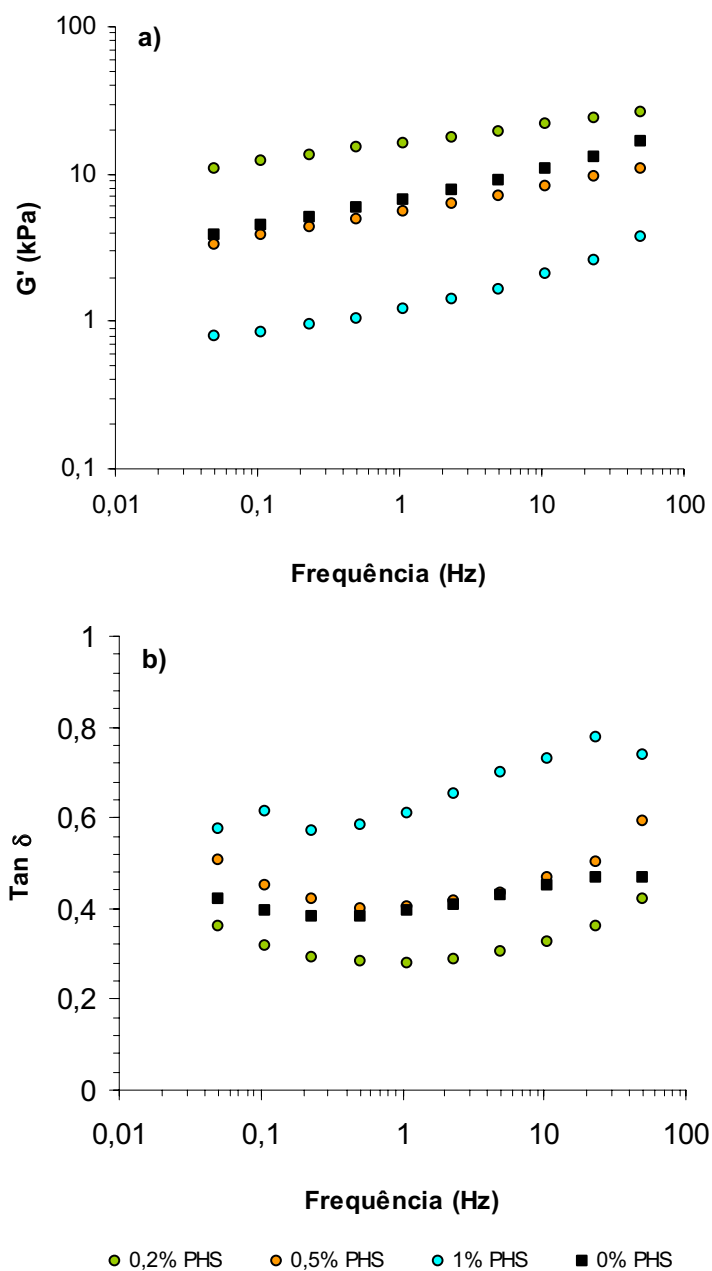 a)
100
10
1
0,1
G' (kPa)
0,01 0,1 1 10 100
Frequência (Hz)
b)
1
0,8
0,6
0,4
0,2
0
Tan δ
0,01 0,1 1 10 100
Frequência (Hz)
0,2% PHS 0,5% PHS 1% PHS 0% PHS